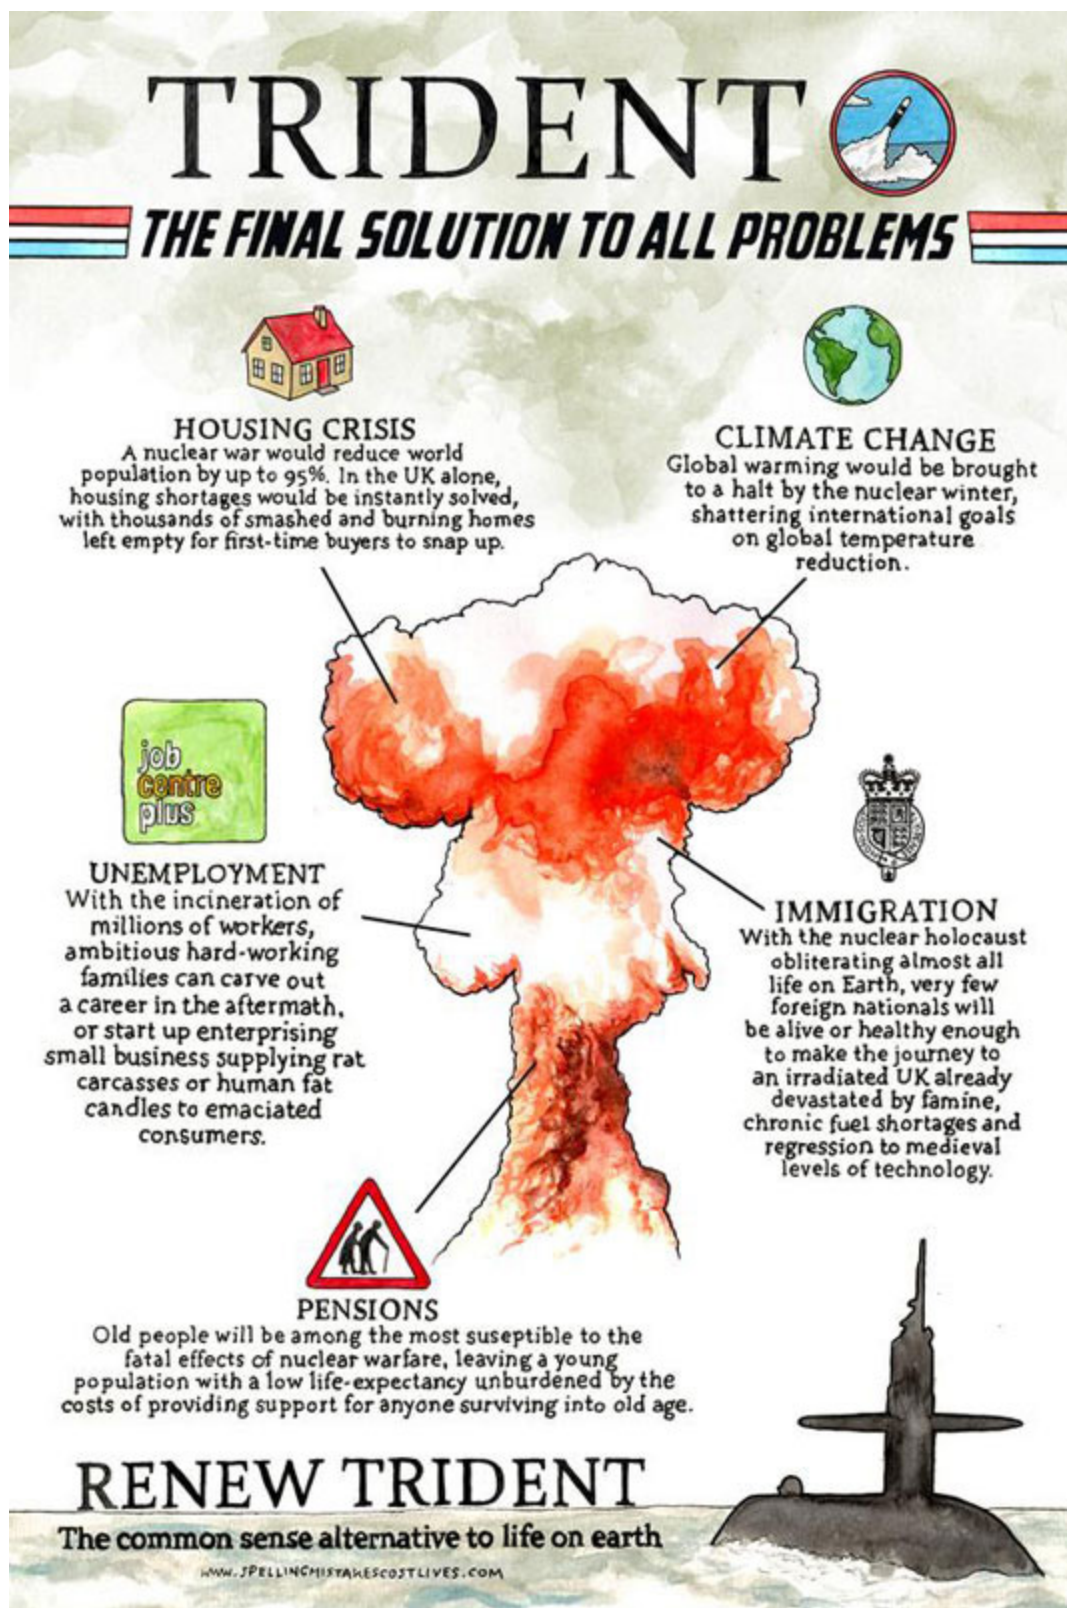 TRIDENT
THE FINAL SOLUTION TO ALL PROBLEMS
HOUSING CRISIS
A nuclear war would reduce world
population by up to 95%. In the UK alone,
housing shortages would be instantly solved,
with thousands of smashed and burning homes
left empty for first-time buyers to snap up.
CLIMATE CHANGE
Global warming would be brought
to a halt by the nuclear winter,
shattering international goals
on global temperature
reduction.
job
centre
plus
UNEMPLOYMENT
With the incineration of
millions of workers,
ambitious hard-working
families can carve out
a career in the aftermath,
or start up enterprising
small business supplying rat
carcasses or human fat
candles to emaciated
consumers.
IMMIGRATION
With the nuclear holocaust
obliterating almost all
life on Earth, very few
foreign nationals will
be alive or healthy enough
to make the journey to
an irradiated UK already
devastated by famine,
chronic fuel shortages and
regression to medieval
levels of technology.
PENSIONS
Old people will be among the most suseptible to the
fatal effects of nuclear warfare, leaving a young
population with a low life-expectancy unburdened by the
costs of providing support for anyone surviving into old age.
RENEW TRIDENT
The common sense alternative to life on earth
WWW.SPELLINGMISTAKESCOSTLIVES.COM